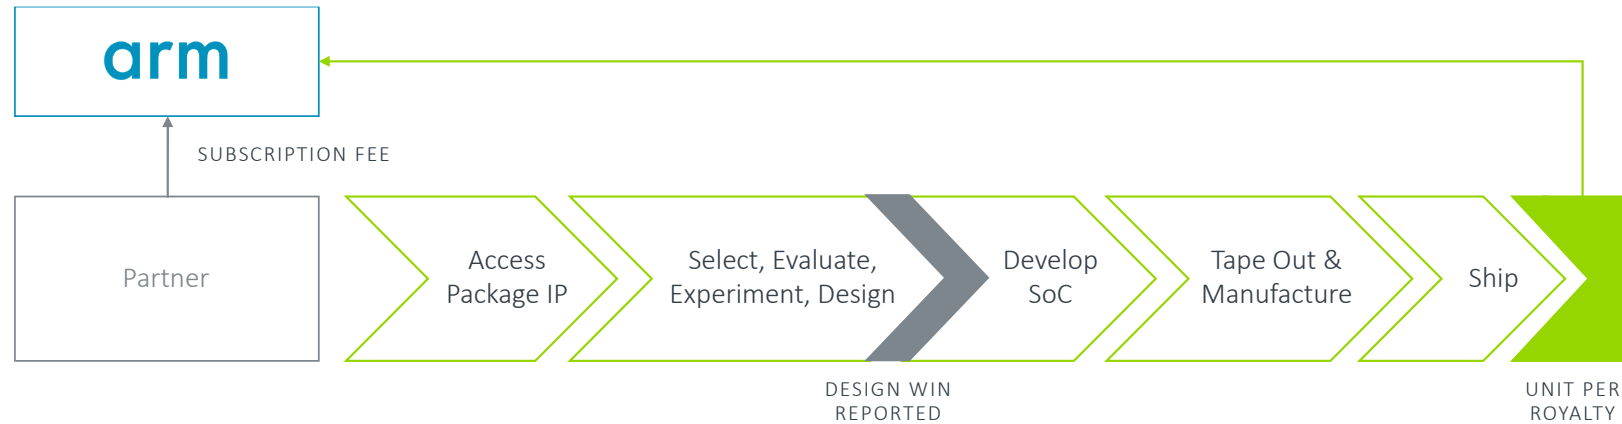 arm
SUBSCRIPTION FEE
Partner
Access
Package IP
Select, Evaluate,
Experiment, Design
Develop
SoC
Tape Out &
Manufacture
Ship
DESIGN WIN
REPORTED
UNIT PER
ROYALTY